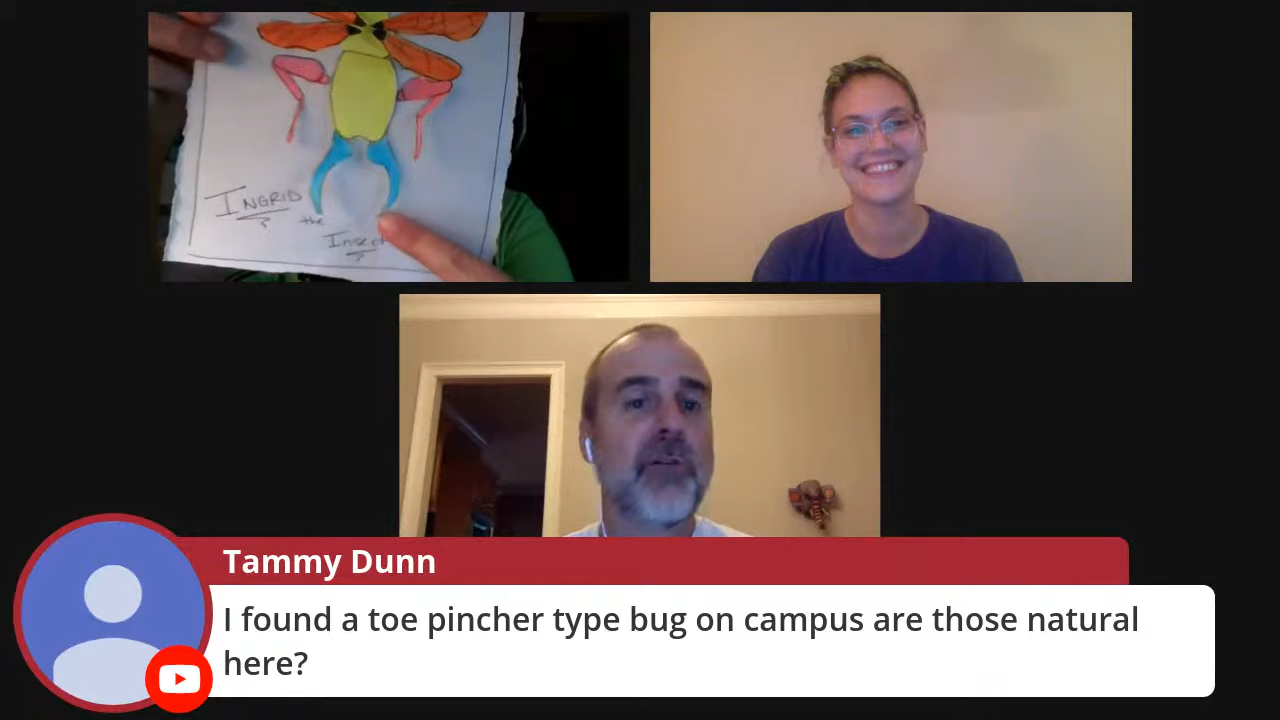 INGRID
the
Insect
Tammy Dunn
I found a toe pincher type bug on campus are those natural
here?